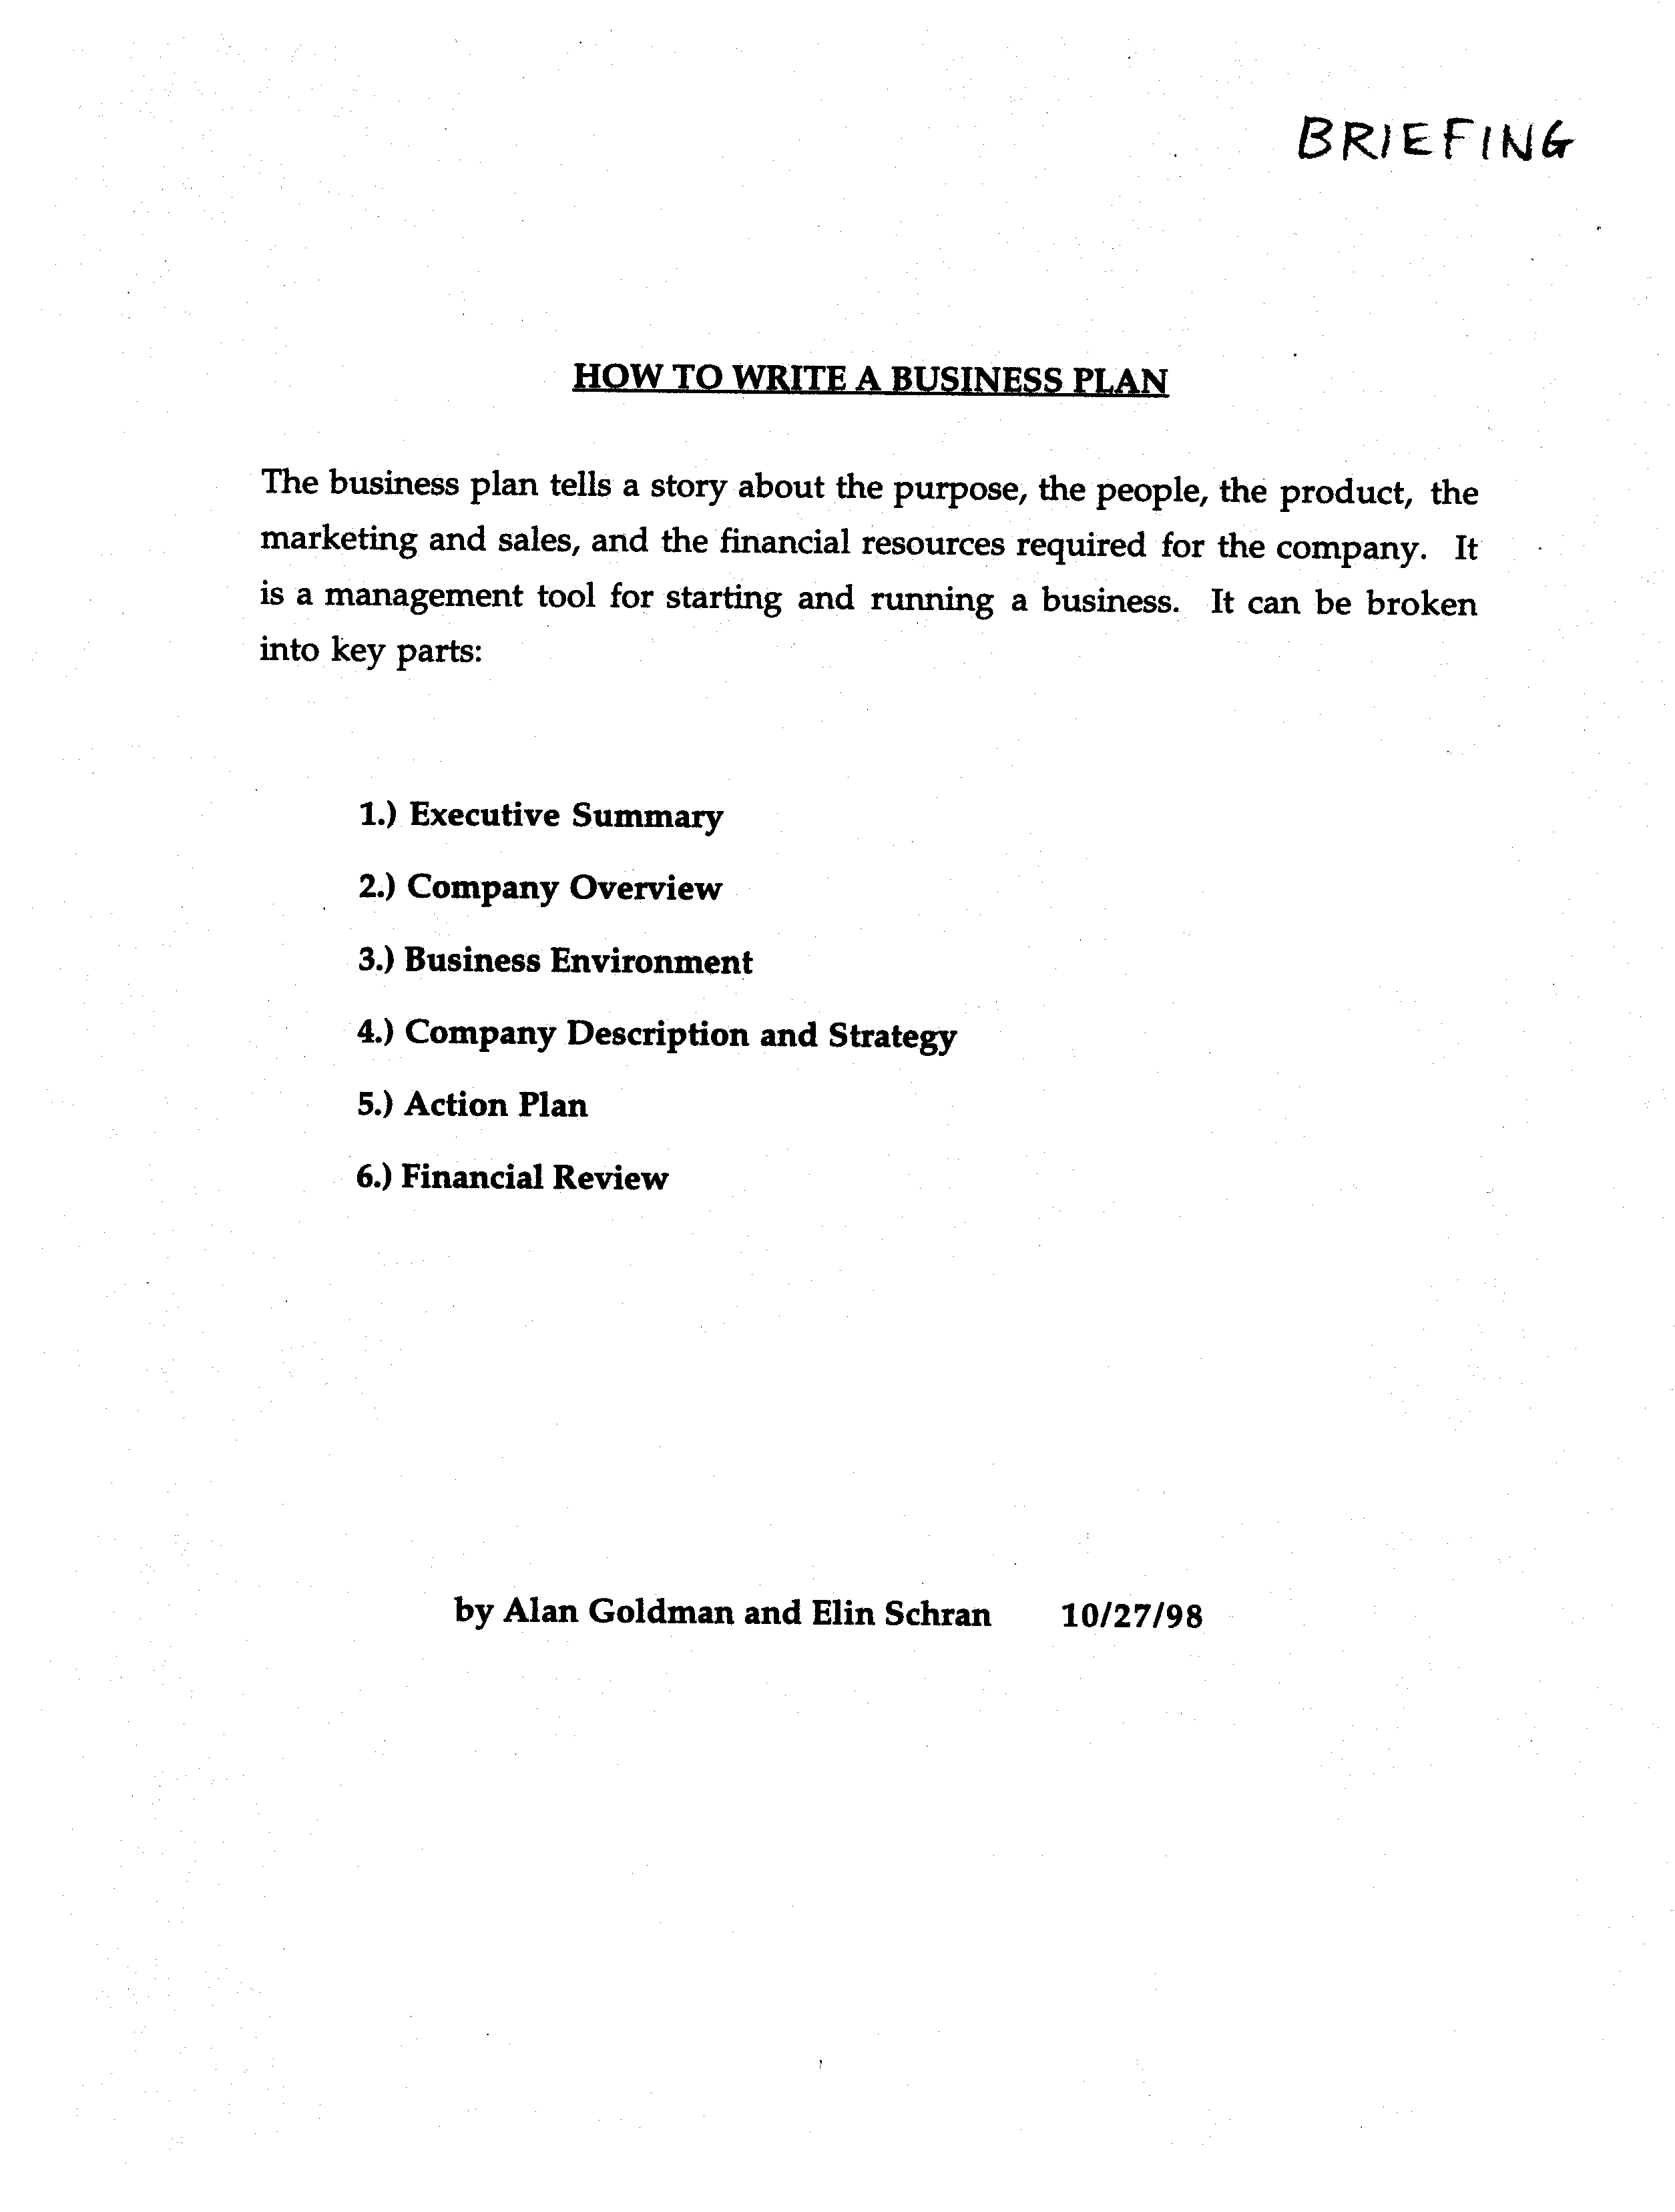 BRIEFING
HOW TO WRITE A BUSINESS PLAN
The business plan tells a story about the purpose, the people, the product, the
marketing and sales, and the financial resources required for the company. It
is a management tool for starting and running a business. It can be broken
into key parts:
1.) Executive Summary
2.) Company Overview
3.) Business Environment
4.) Company Description and Strategy
5.) Action Plan
6.) Financial Review
by Alan Goldman and Elin Schran 10/27/98